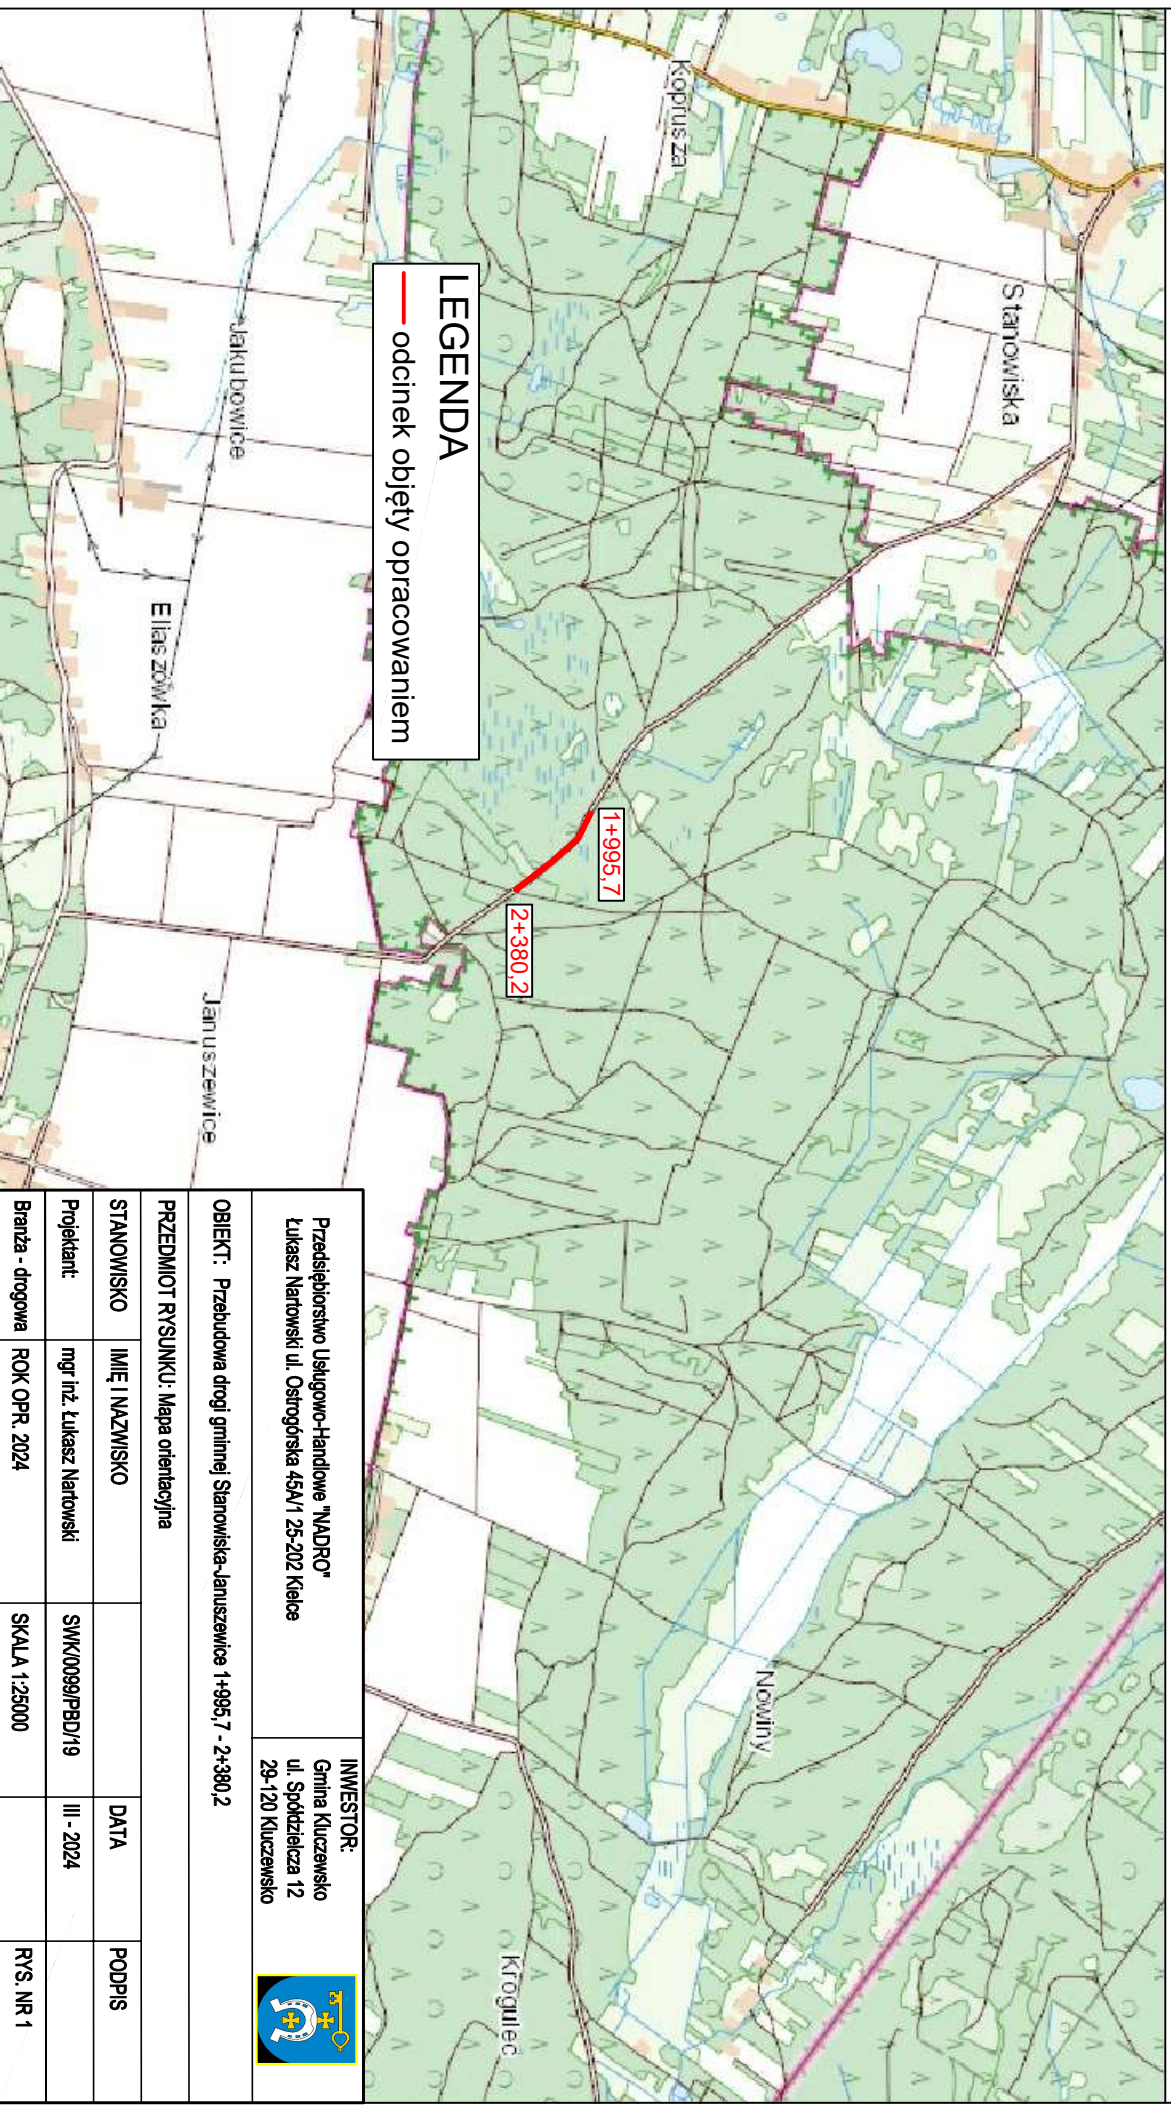 Koprusza
Stanowiska
LEGENDA
odcinek objęty opracowaniem
Jakubowice
Eliaszówka
1+995,7
2+380,2
Januszewice
Nowiny
Kroguleć
Przedsiębiorstwo Usługowo-Handlowe "NADRO"
Łukasz Nartowski ul. Ostrogórska 45A/1 25-202 Kielce
INWESTOR:
Gmina Kluczewsko
ul. Spółdzielcza 12
29-120 Kluczewsko
OBIEKT: Przebudowa drogi gminnej Stanowiska-Januszewice 1+995,7 - 2+380,2
PRZEDMIOT RYSUNKU: Mapa orientacyjna
STANOWISKO IMIĘ I NAZWISKO DATA PODPIS
Projektant: mgr inż. Łukasz Nartowski SWK/0099/PBD/19 III - 2024
Branża - drogowa ROK OPR. 2024 SKALA 1:25000 RYS. NR 1